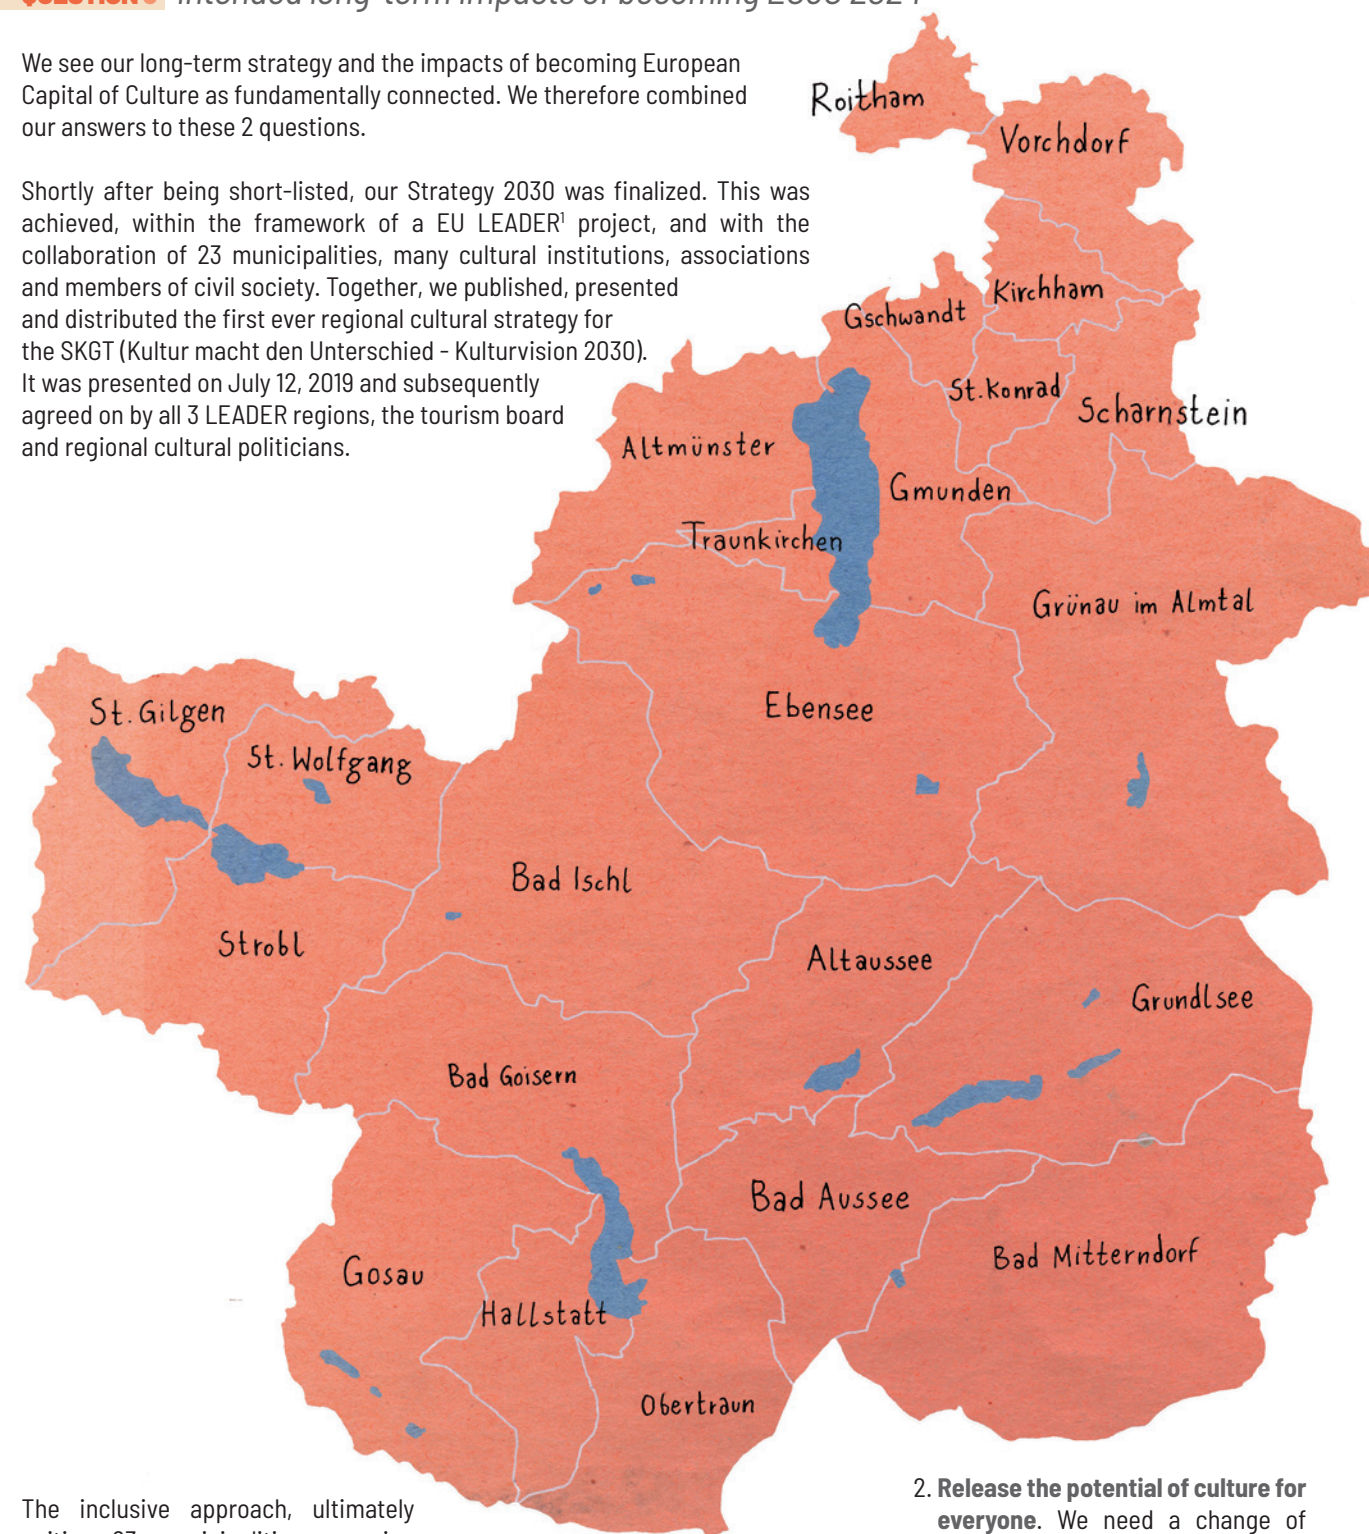 We see our long-term strategy and the impacts of becoming European
Capital of Culture as fundamentally connected. We therefore combined
our answers to these 2 questions.
Shortly after being short-listed, our Strategy 2030 was finalized. This was
achieved, within the framework of a EU LEADER¹ project, and with the
collaboration of 23 municipalities, many cultural institutions, associations
and members of civil society. Together, we published, presented
and distributed the first ever regional cultural strategy for
the SKGT (Kultur macht den Unterschied - Kulturvision 2030).
It was presented on July 12, 2019 and subsequently
agreed on by all 3 LEADER regions, the tourism board
and regional cultural politicians.
Roitham
Vorchdorf
Kirchham
Gschwandt
St. Konrad
Scharnstein
Altmünster
Gmunden
Traunkirchen
Grünau im Almtal
Ebensee
St. Gilgen
St. Wolfgang
Bad Ischl
Strobl
Altaussee
Grundlsee
Bad Goisern
Bad Aussee
Bad Mitterndorf
Gosau
Hallstatt
Obertraun
The inclusive approach, ultimately
2. Release the potential of culture for
everyone. We need a change of